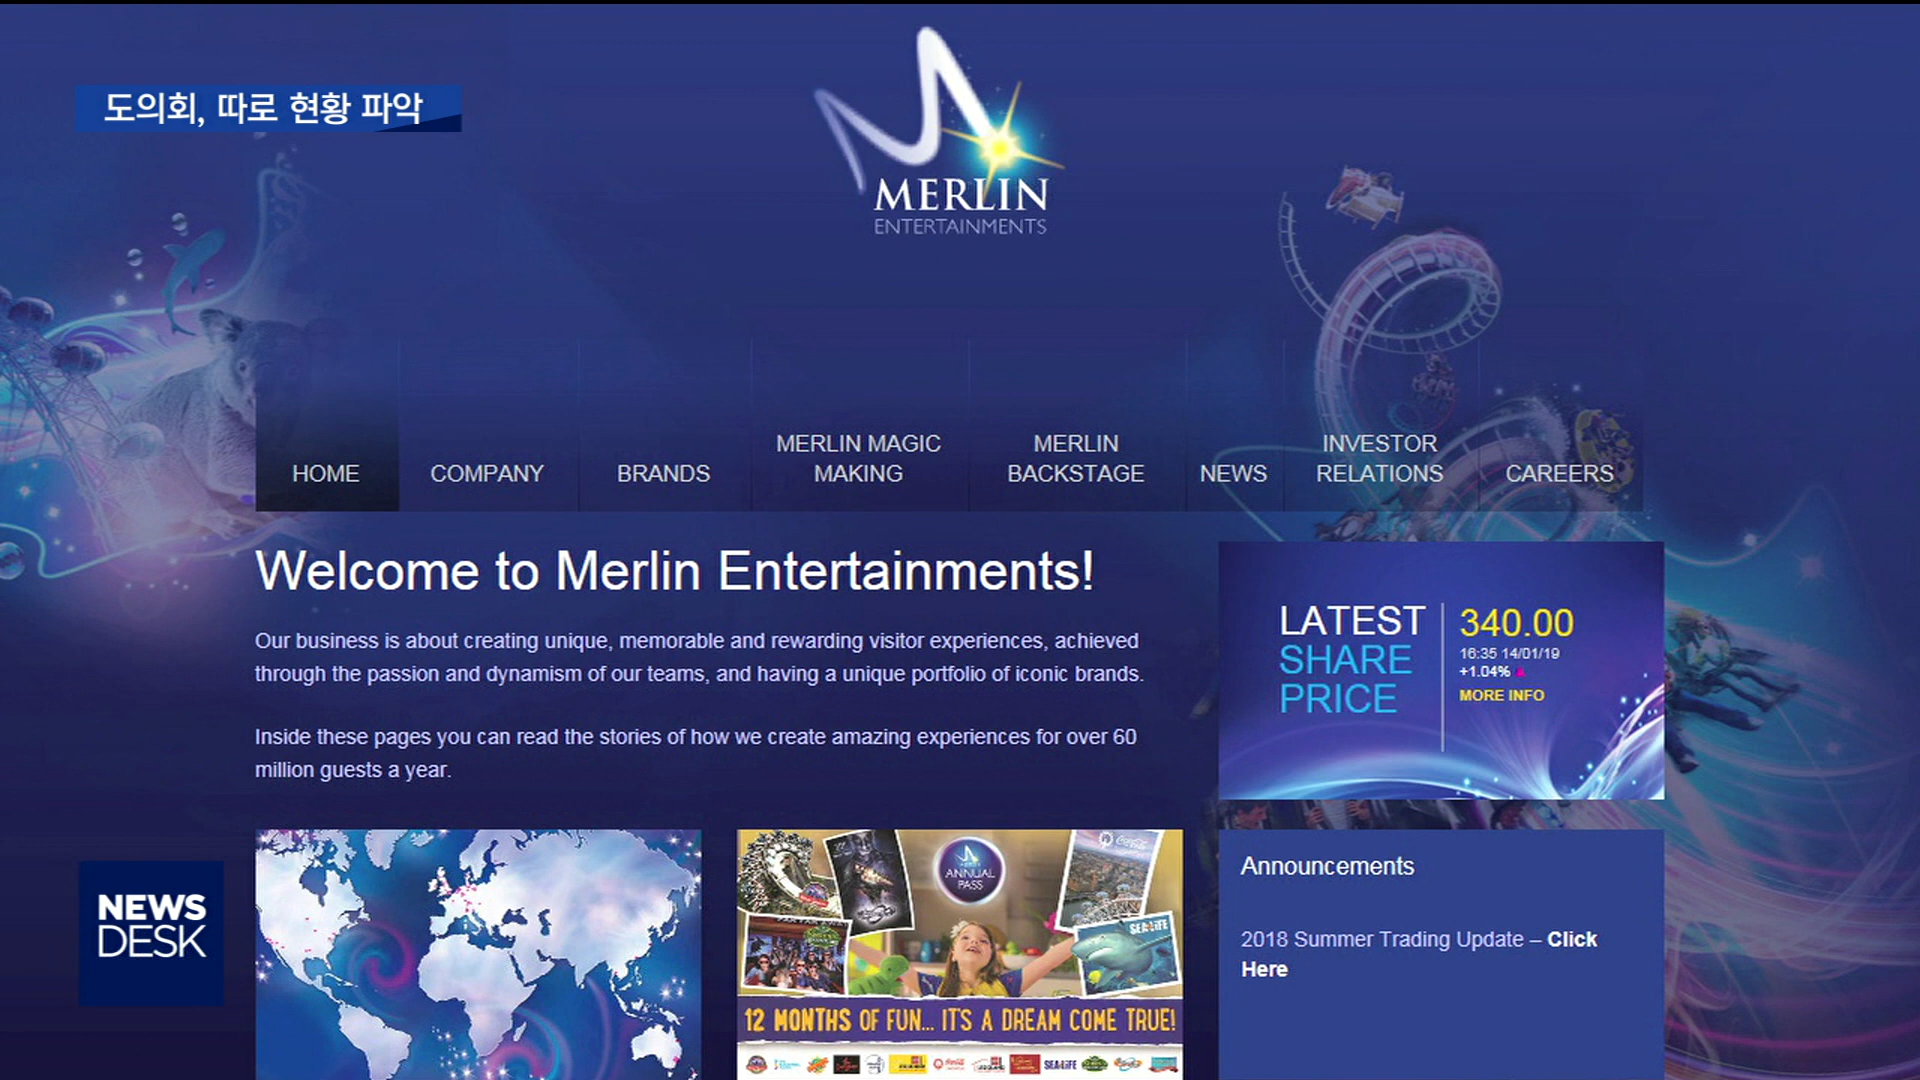 도의회, 따로 현황 파악
MERLIN
ENTERTAINMENTS
HOME
COMPANY
BRANDS
MERLIN MAGIC
MAKING
MERLIN
BACKSTAGE
NEWS
INVESTOR
RELATIONS
CAREERS
Welcome to Merlin Entertainments!
Our business is about creating unique, memorable and rewarding visitor experiences, achieved
through the passion and dynamism of our teams, and having a unique portfolio of iconic brands.
Inside these pages you can read the stories of how we create amazing experiences for over 60
million guests a year.
LATEST
SHARE
PRICE
340.00
16:35 14/01/19
+1.04%
MORE INFO
ANNUAL
PASS
Coca-Cola
SEA LIFE
12 MONTHS OF FUN... IT'S A DREAM COME TRUE!
SEA LIFE
Announcements
2018 Summer Trading Update – Click
Here
NEWS
DESK